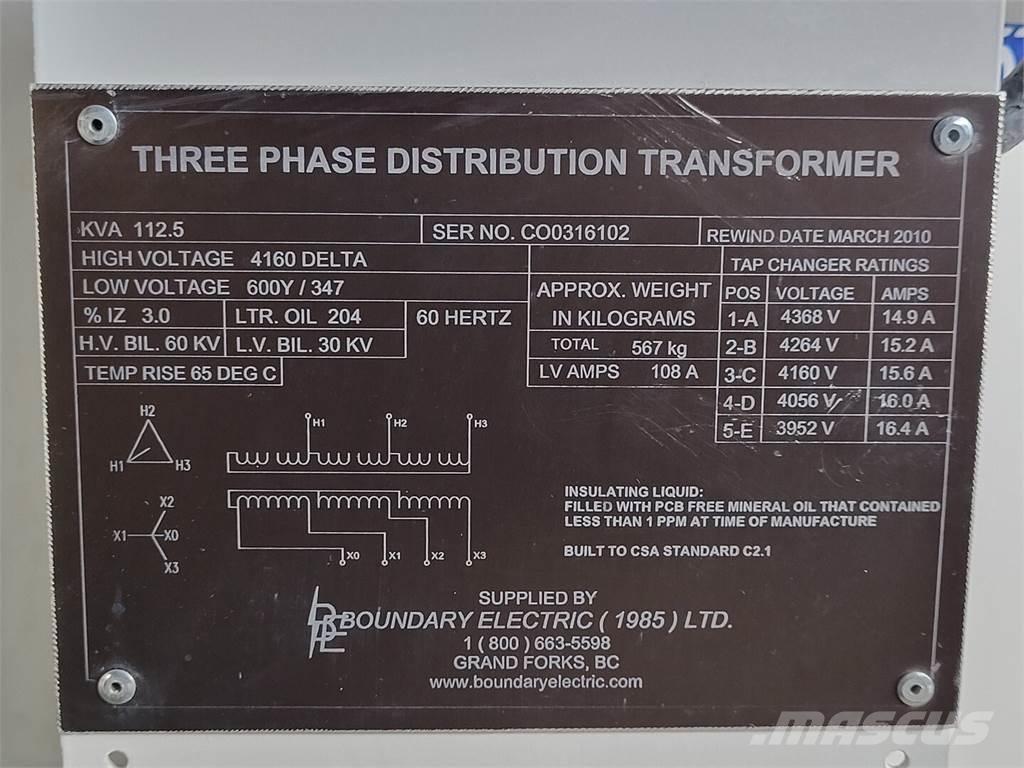 THREE PHASE DISTRIBUTION TRANSFORMER
KVA 112.5 SER NO. CO0316102 REWIND DATE MARCH 2010
HIGH VOLTAGE 4160 DELTA
LOW VOLTAGE 600Y / 347
% IZ 3.0 LTR. OIL 204 60 HERTZ
H.V. BIL. 60 KV L.V. BIL. 30 KV
TEMP RISE 65 DEG C
APPROX. WEIGHT
IN KILOGRAMS
TOTAL 567 kg
LV AMPS 108 A
TAP CHANGER RATINGS
POS VOLTAGE AMPS
1-A 4368 V 14.9 A
2-B 4264 V 15.2 A
3-C 4160 V 15.6 A
4-D 4056 V 16.0 A
5-E 3952 V 16.4 A
H2
H1 H3
H1 H2 H3
X2
X1 X0
X3
X0 X1 X2 X3
INSULATING LIQUID:
FILLED WITH PCB FREE MINERAL OIL THAT CONTAINED
LESS THAN 1 PPM AT TIME OF MANUFACTURE
BUILT TO CSA STANDARD C2.1
SUPPLIED BY
BE BOUNDARY ELECTRIC ( 1985 ) LTD.
1 ( 800 ) 663-5598
GRAND FORKS, BC
www.boundaryelectric.com
MASCUS